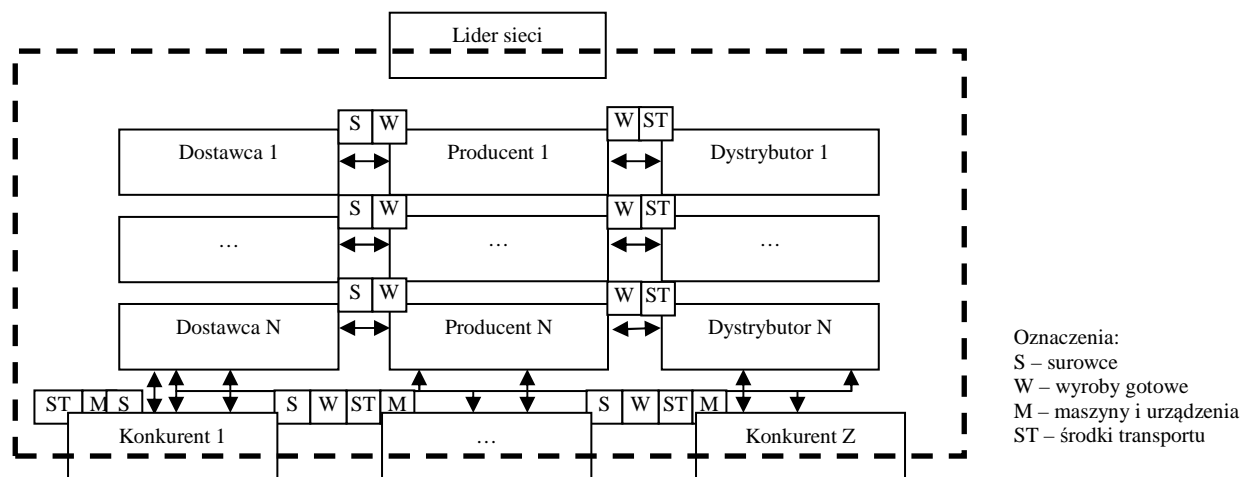 Lider sieci
S W W ST
Dostawca 1 Producent 1 Dystrybutor 1
S W W ST
… … …
S W W ST
Dostawca N Producent N Dystrybutor N
ST M S S W ST M S W ST M
Konkurent 1 … Konkurent Z
Oznaczenia:
S – surowce
W – wyroby gotowe
M – maszyny i urządzenia
ST – środki transportu